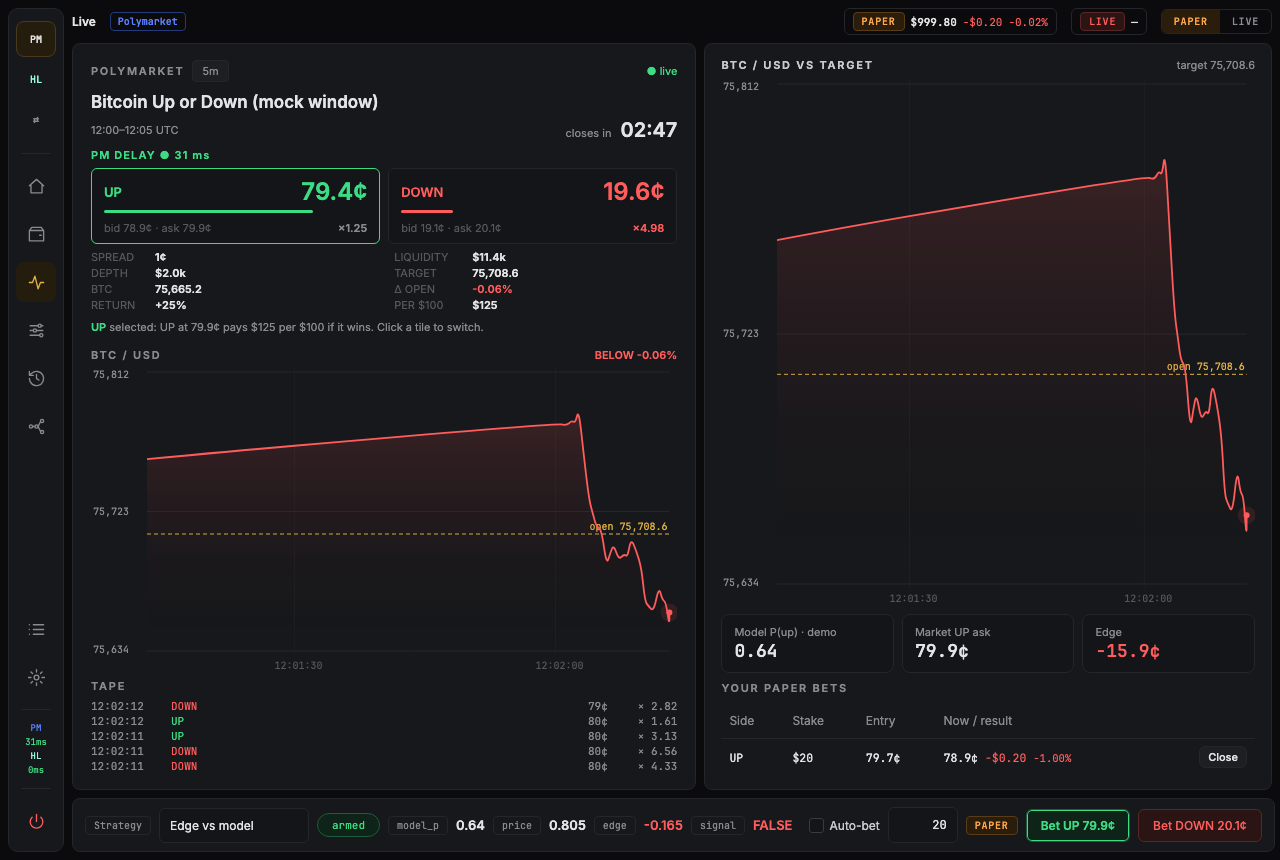 PM
HL
⇄
PM
31ms
HL
0ms
Live Polymarket
PAPER $999.80 -$0.20 -0.02%
LIVE –
PAPER LIVE
POLYMARKET 5m
live
Bitcoin Up or Down (mock window)
12:00–12:05 UTC
closes in 02:47
PM DELAY ● 31 ms
UP 79.4¢
bid 78.9¢ · ask 79.9¢ ×1.25
DOWN 19.6¢
bid 19.1¢ · ask 20.1¢ ×4.98
SPREAD 1¢ LIQUIDITY $11.4k
DEPTH $2.0k TARGET 75,708.6
BTC 75,665.2 Δ OPEN -0.06%
RETURN +25% PER $100 $125
UP selected: UP at 79.9¢ pays $125 per $100 if it wins. Click a tile to switch.
BTC / USD BELOW -0.06%
75,812
75,723
open 75,708.6
75,634
12:01:30 12:02:00
TAPE
12:02:12 DOWN 79¢ × 2.82
12:02:12 UP 80¢ × 1.61
12:02:11 UP 80¢ × 3.13
12:02:11 DOWN 80¢ × 6.56
12:02:11 DOWN 80¢ × 4.33
BTC / USD VS TARGET target 75,708.6
75,812
75,723
open 75,708.6
75,634
12:01:30 12:02:00
Model P(up) · demo
0.64
Market UP ask
79.9¢
Edge
-15.9¢
YOUR PAPER BETS
Side Stake Entry Now / result
UP $20 79.7¢ 78.9¢ -$0.20 -1.00% Close
Strategy Edge vs model armed model_p 0.64 price 0.805 edge -0.165 signal FALSE Auto-bet 20 PAPER Bet UP 79.9¢ Bet DOWN 20.1¢